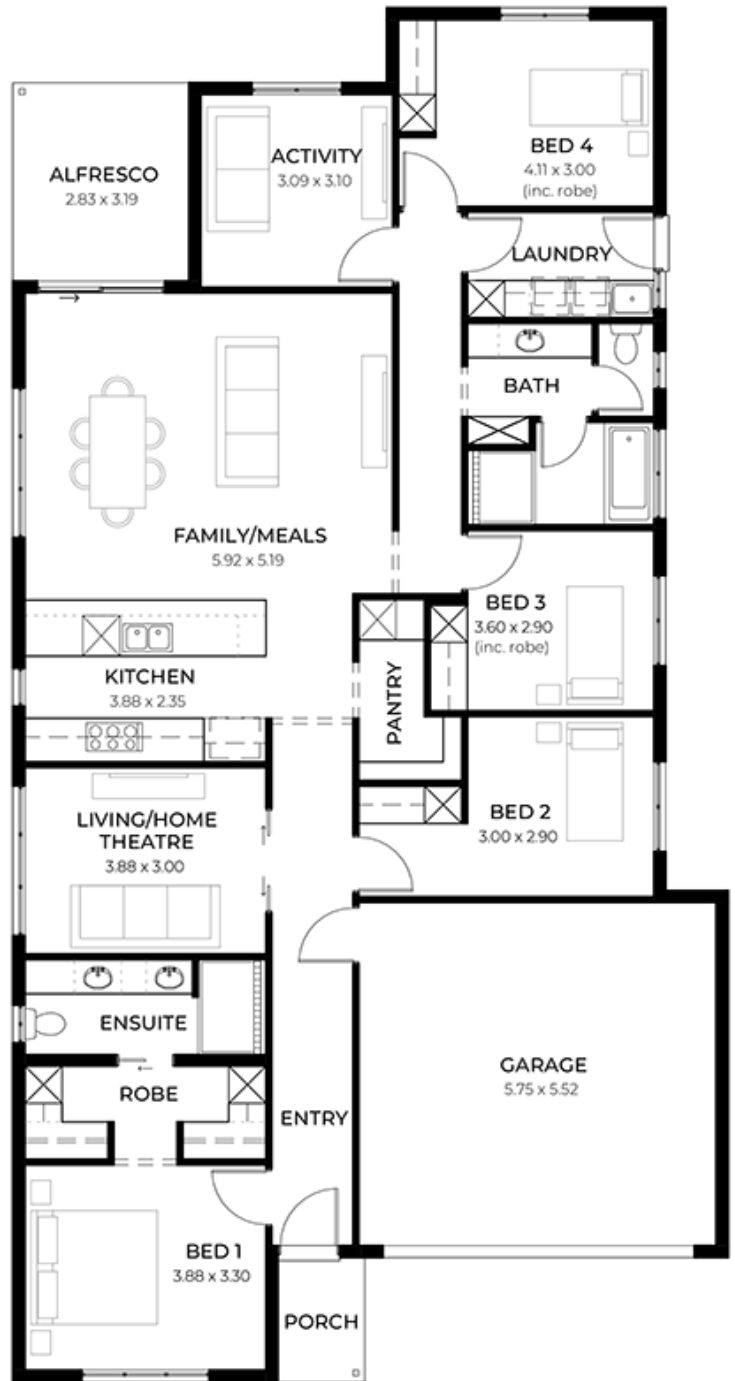 BED 4
4.11 x 3.00
(inc. robe)
ACTIVITY
3.09 x 3.10
ALFRESCO
2.83 x 3.19
LAUNDRY
BATH
FAMILY/MEALS
5.92 x 5.19
BED 3
3.60 x 2.90
(inc. robe)
KITCHEN
3.88 x 2.35
PANTRY
LIVING/HOME
THEATRE
3.88 x 3.00
BED 2
3.00 x 2.90
ENSUITE
ROBE
GARAGE
5.75 x 5.52
ENTRY
BED 1
3.88 x 3.30
PORCH